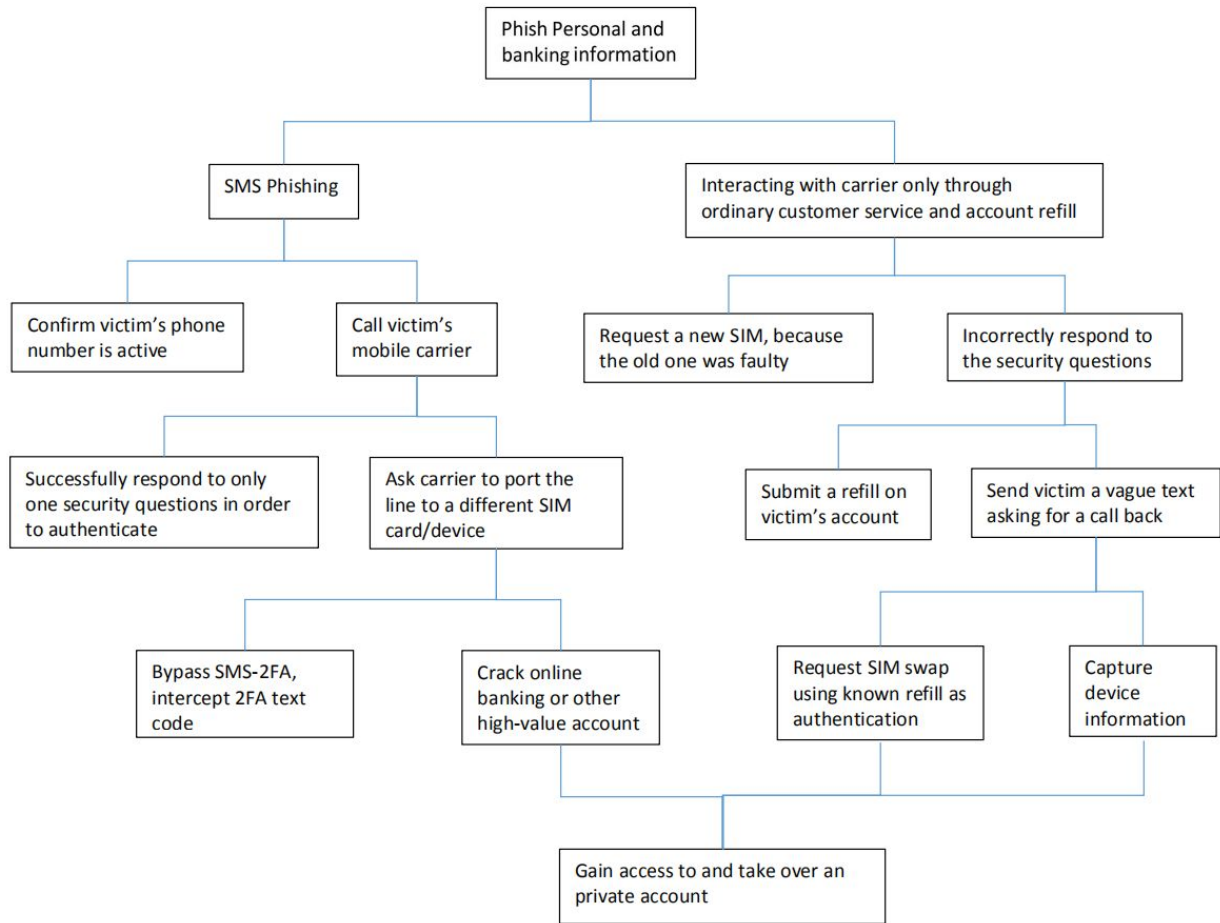 Phish Personal and
banking information
SMS Phishing
Interacting with carrier only through
ordinary customer service and account refill
Confirm victim's phone
number is active
Call victim's
mobile carrier
Request a new SIM, because
the old one was faulty
Incorrectly respond to
the security questions
Successfully respond to only
one security questions in order
to authenticate
Ask carrier to port the
line to a different SIM
card/device
Submit a refill on
victim's account
Send victim a vague text
asking for a call back
Bypass SMS-2FA,
intercept 2FA text
code
Crack online
banking or other
high-value account
Request SIM swap
using known refill as
authentication
Capture
device
information
Gain access to and take over an
private account